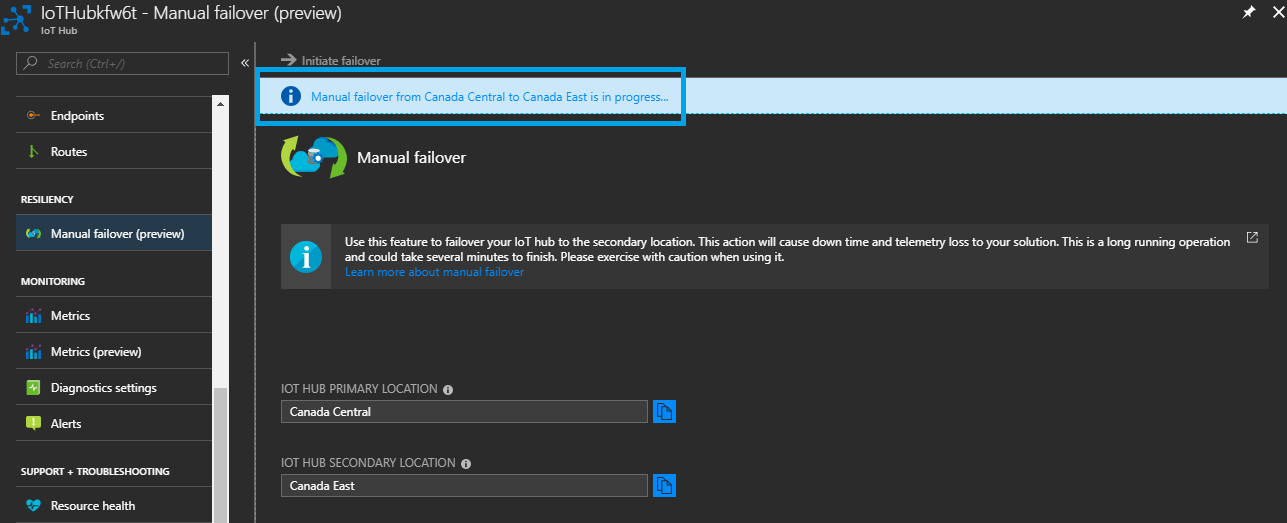 IoTHubkfw6t - Manual failover (preview)
IoT Hub
Search (Ctrl+/)
«
Endpoints
Routes
RESILIENCY
Manual failover (preview)
MONITORING
Metrics
Metrics (preview)
Diagnostics settings
Alerts
SUPPORT + TROUBLESHOOTING
Resource health
Initiate failover
Manual failover from Canada Central to Canada East is in progress...
Manual failover
Use this feature to failover your IoT hub to the secondary location. This action will cause down time and telemetry loss to your solution. This is a long running operation
and could take several minutes to finish. Please exercise with caution when using it.
Learn more about manual failover
IOT HUB PRIMARY LOCATION
Canada Central
IOT HUB SECONDARY LOCATION
Canada East